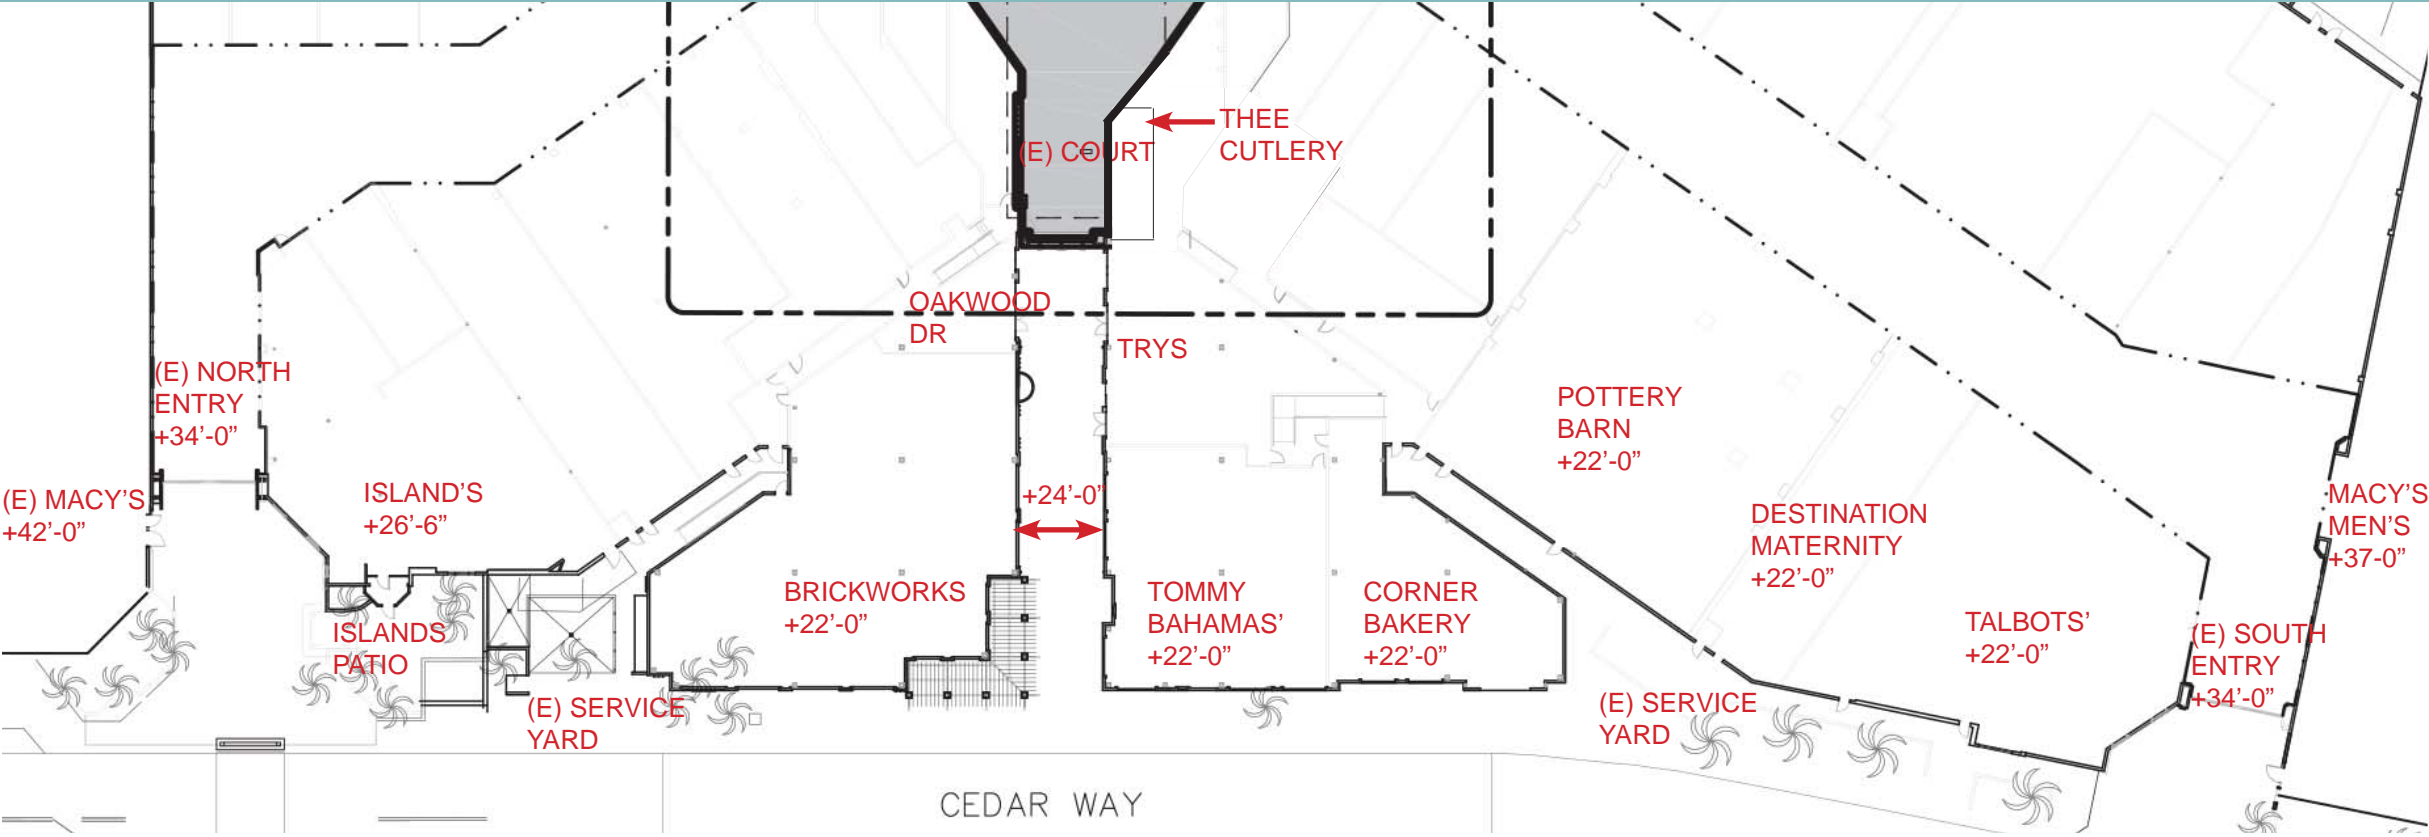 THEE
CUTLERY
(E) COURT
OAKWOOD
DR
TRYS
(E) NORTH
ENTRY
+34’-0”
POTTERY
BARN
+22’-0”
(E) MACY’S
+42’-0”
ISLAND’S
+26’-6”
+24’-0”
DESTINATION
MATERNITY
+22’-0”
MACY’S
MEN’S
+37-0”
BRICKWORKS
+22’-0”
TOMMY
BAHAMAS’
+22’-0”
CORNER
BAKERY
+22’-0”
TALBOTS’
+22’-0”
ISLANDS
PATIO
(E) SOUTH
ENTRY
+34’-0”
(E) SERVICE
YARD
(E) SERVICE
YARD
CEDAR WAY